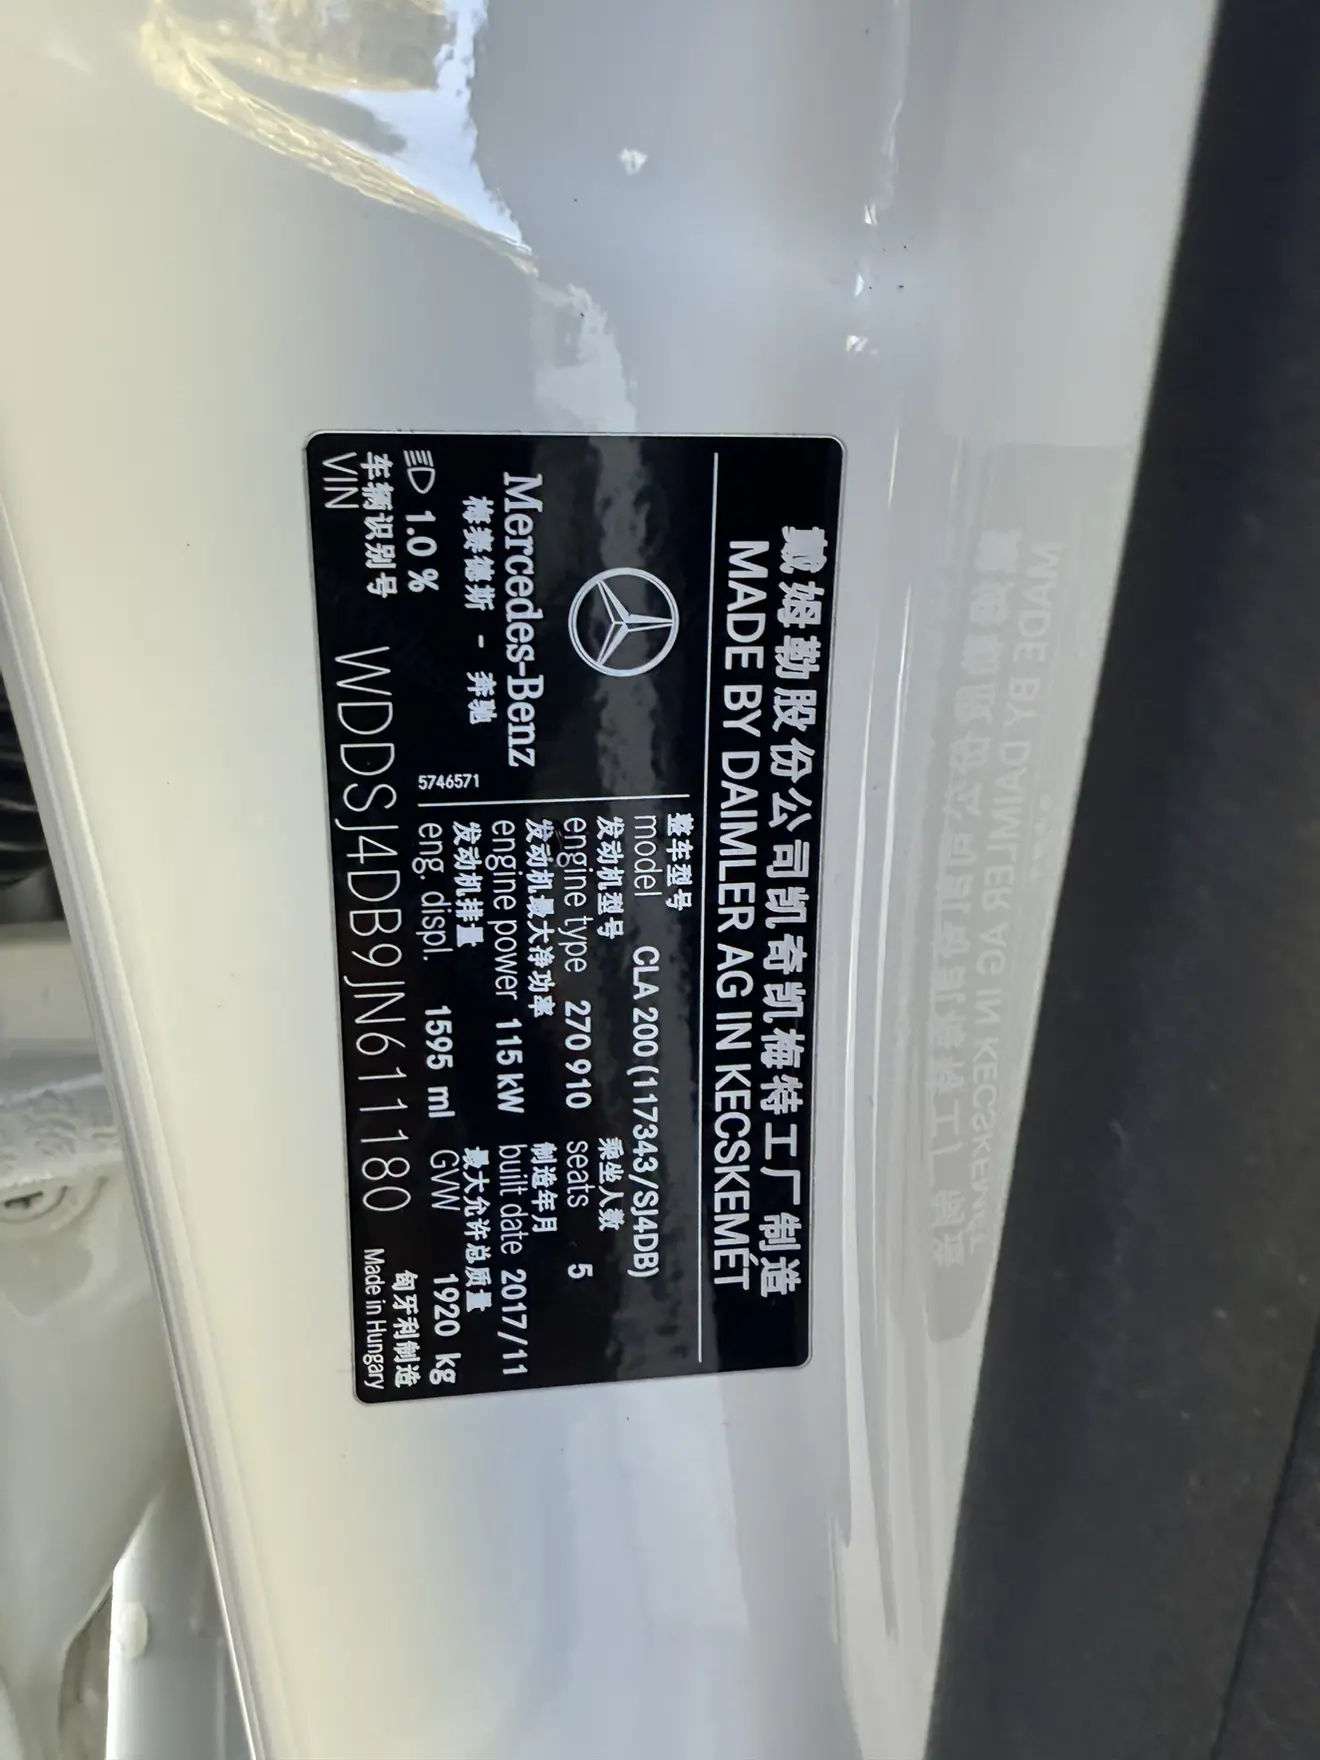 戴姆勒股份公司凯奇凯梅特工厂制造
MADE BY DAIMLER AG IN KECSKEMÉT
Mercedes-Benz
梅赛德斯 - 奔驰
1.0 %
5746571
整车型号
model CLA 200 (117343/SJ4DB)
发动机型号 乘坐人数
engine type 270 910 seats 5
发动机最大净功率 制造年月
engine power 115 kW built date 2017/11
发动机排量 最大允许总质量
eng. displ. 1595 ml GVW 1920 kg
车辆识别号 匈牙利制造
VIN WDDSJ4DB9JN611180 Made in Hungary